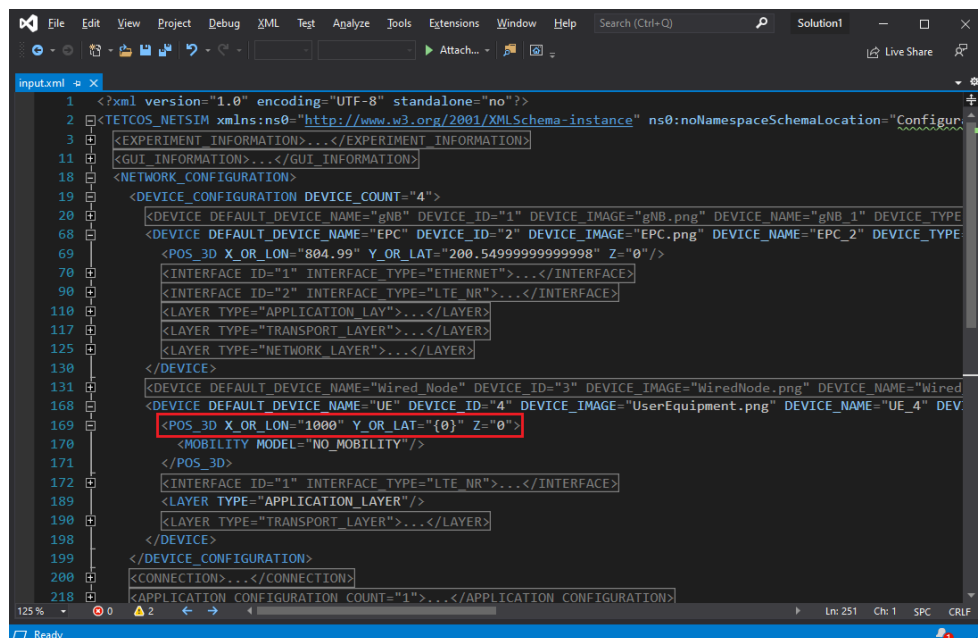 File Edit View Project Debug XML Test Analyze Tools Extensions Window Help Search (Ctrl+Q) Solution1
Attach... Live Share
input.xml
1 <?xml version="1.0" encoding="UTF-8" standalone="no"?>
2 <TETCOS_NETSIM xmlns:ns0="http://www.w3.org/2001/XMLSchema-instance" ns0:noNamespaceSchemaLocation="Configur
3 <EXPERIMENT_INFORMATION>...</EXPERIMENT_INFORMATION>
11 <GUI_INFORMATION>...</GUI_INFORMATION>
18 <NETWORK_CONFIGURATION>
19 <DEVICE_CONFIGURATION DEVICE_COUNT="4">
20 <DEVICE DEFAULT_DEVICE_NAME="gNB" DEVICE_ID="1" DEVICE_IMAGE="gNB.png" DEVICE_NAME="gNB_1" DEVICE_TYPE
68 <DEVICE DEFAULT_DEVICE_NAME="EPC" DEVICE_ID="2" DEVICE_IMAGE="EPC.png" DEVICE_NAME="EPC_2" DEVICE_TYPE=
69 <POS_3D X_OR_LON="804.99" Y_OR_LAT="200.54999999999998" Z="0"/>
70 <INTERFACE ID="1" INTERFACE_TYPE="ETHERNET">...</INTERFACE>
90 <INTERFACE ID="2" INTERFACE_TYPE="LTE_NR">...</INTERFACE>
110 <LAYER TYPE="APPLICATION_LAY">...</LAYER>
117 <LAYER TYPE="TRANSPORT_LAYER">...</LAYER>
125 <LAYER TYPE="NETWORK_LAYER">...</LAYER>
130 </DEVICE>
131 <DEVICE DEFAULT_DEVICE_NAME="Wired_Node" DEVICE_ID="3" DEVICE_IMAGE="WiredNode.png" DEVICE_NAME="Wired
168 <DEVICE DEFAULT_DEVICE_NAME="UE" DEVICE_ID="4" DEVICE_IMAGE="UserEquipment.png" DEVICE_NAME="UE_4" DEV
169 <POS_3D X_OR_LON="1000" Y_OR_LAT="{0}" Z="0">
170 <MOBILITY MODEL="NO_MOBILITY"/>
171 </POS_3D>
172 <INTERFACE ID="1" INTERFACE_TYPE="LTE_NR">...</INTERFACE>
189 <LAYER TYPE="APPLICATION_LAYER"/>
190 <LAYER TYPE="TRANSPORT_LAYER">...</LAYER>
198 </DEVICE>
199 </DEVICE_CONFIGURATION>
200 <CONNECTION>...</CONNECTION>
218 <APPLICATION_CONFIGURATION COUNT="1">...</APPLICATION_CONFIGURATION>
125 % 0 2 Ln: 251 Ch: 1 SPC CRLF
Ready 1